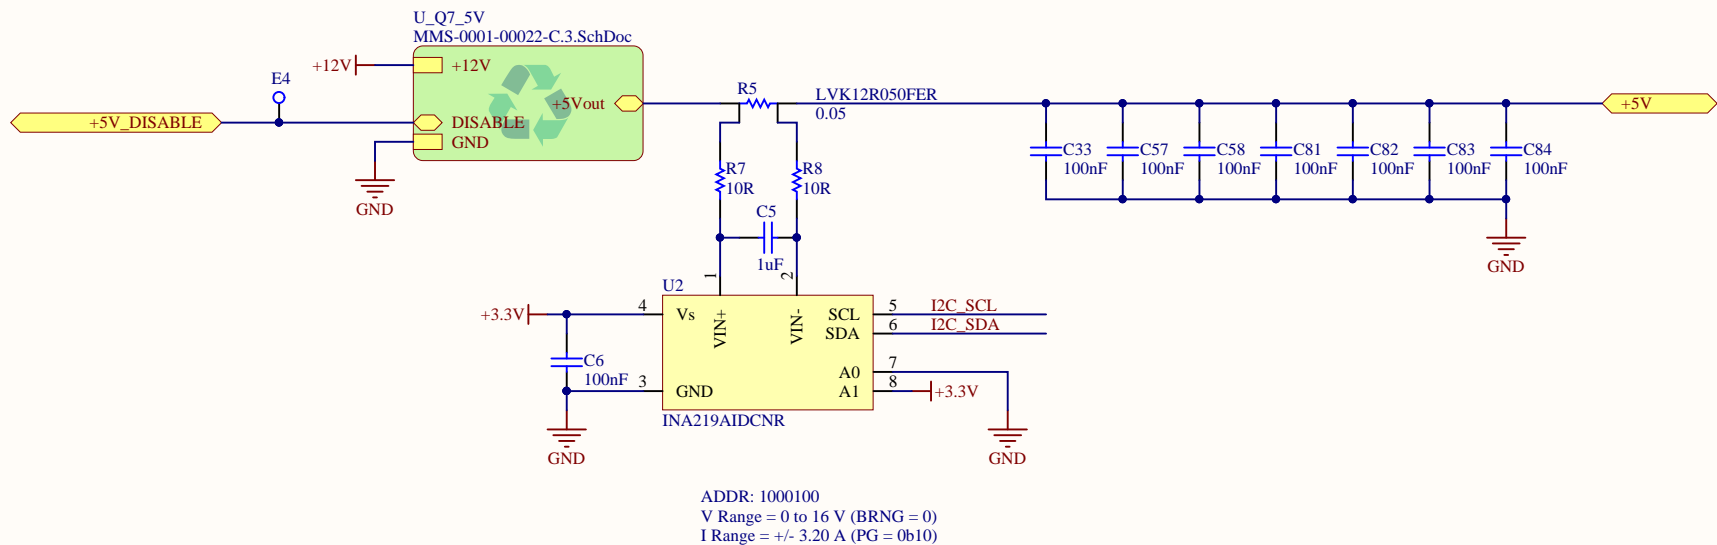 U_Q7_5V
MMS-0001-00022-C.3.SchDoc
+12V
+12V
E4
+5V_DISABLE
DISABLE
GND
+5Vout
GND
R5
LVK12R050FER
0.05
+5V
R7
10R
R8
10R
C5
1uF
C33
100nF
C57
100nF
C58
100nF
C81
100nF
C82
100nF
C83
100nF
C84
100nF
GND
U2
1
2
+3.3V
4
Vs
VIN+
VIN-
SCL
5
I2C_SCL
SDA
6
I2C_SDA
C6
100nF
3
GND
A0
7
A1
8
+3.3V
INA219AIDCNR
GND
GND
ADDR: 1000100
V Range = 0 to 16 V (BRNG = 0)
I Range = +/- 3.20 A (PG = 0b10)